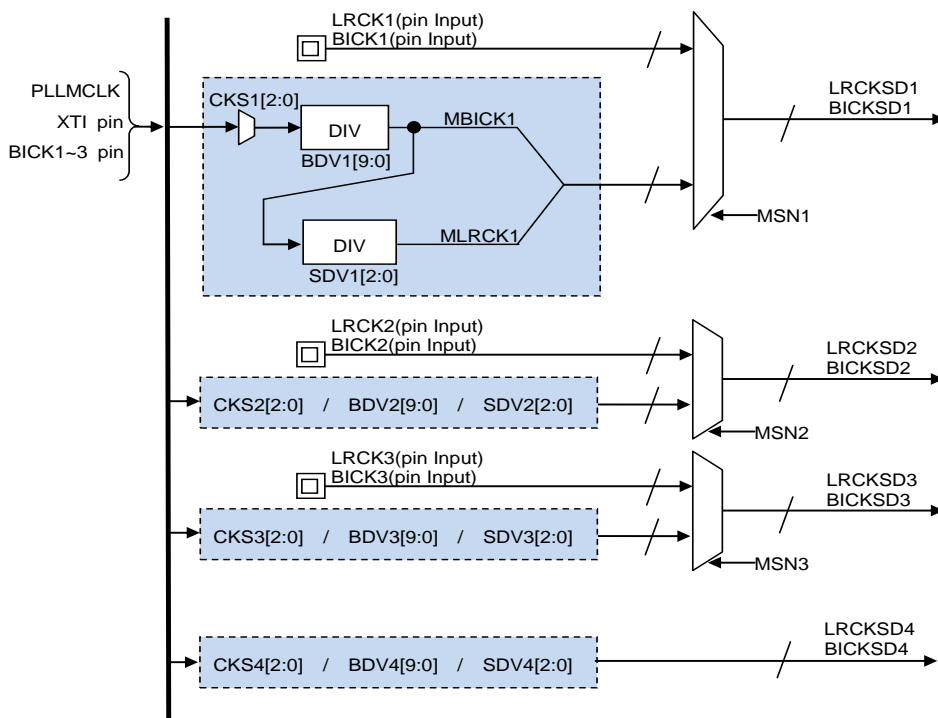 LRCK1(pin Input)
BICK1(pin Input)
PLLMCLK
XTI pin
BICK1~3 pin
CKS1[2:0]
DIV
BDV1[9:0]
MBICK1
DIV
SDV1[2:0]
MLRCK1
LRCKSD1
BICKSD1
MSN1
LRCK2(pin Input)
BICK2(pin Input)
CKS2[2:0] / BDV2[9:0] / SDV2[2:0]
LRCKSD2
BICKSD2
MSN2
LRCK3(pin Input)
BICK3(pin Input)
CKS3[2:0] / BDV3[9:0] / SDV3[2:0]
LRCKSD3
BICKSD3
MSN3
CKS4[2:0] / BDV4[9:0] / SDV4[2:0]
LRCKSD4
BICKSD4